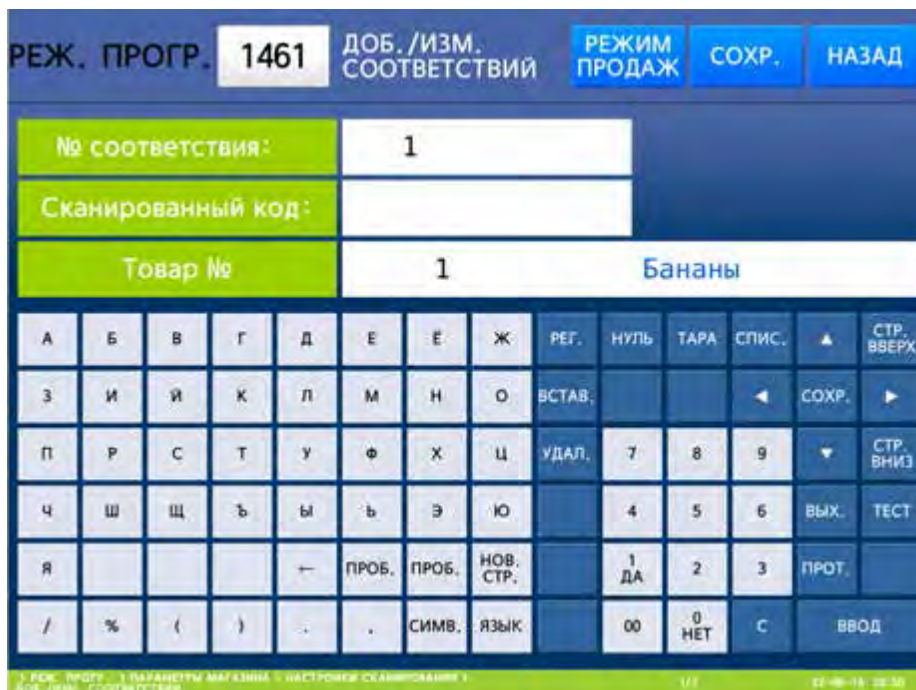 РЕЖ. ПРОГР. 1461 ДОБ./ИЗМ. СООТВЕТСТВИЙ РЕЖИМ ПРОДАЖ СОХР. НАЗАД
№ соответствия: 1
Сканированный код:
Товар № 1 Бананы
А Б В Г Д Е Ё Ж РЕГ. НУЛЬ ТАРА СПИС. ▲ СТР. ВВЕРХ
З И Й К Л М Н О ВСТАВ. ◄ СОХР. ►
П Р С Т У Ф Х Ц УДАЛ. 7 8 9 ▼ СТР. ВНИЗ
Ч Ш Щ Ъ Ы Ь Э Ю 4 5 6 ВЫХ. ТЕСТ
Я ← ПРОБ. ПРОБ. НОВ. СТР. 1 ДА 2 3 ПРОТ.
/ % ( ) . , СИМВ. ЯЗЫК 00 0 НЕТ С ВВОД
1/1